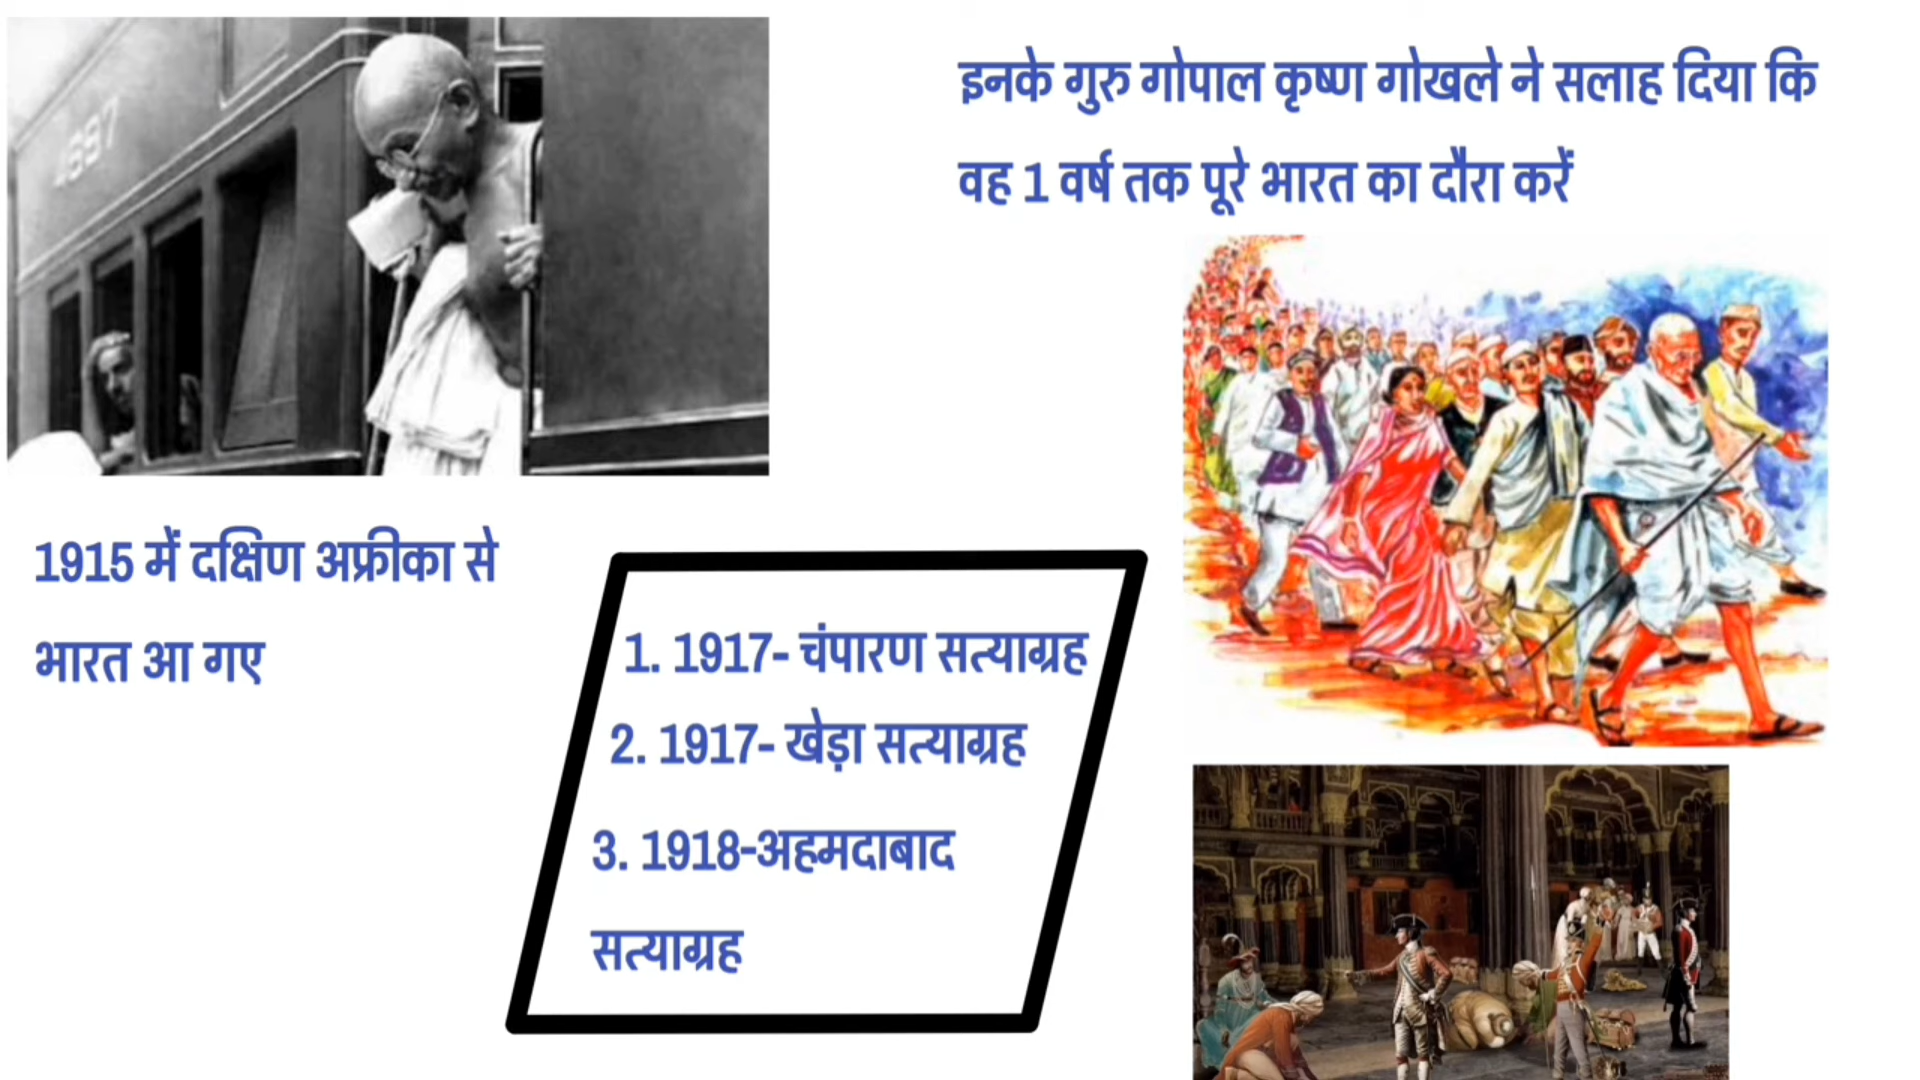 इनके गुरु गोपाल कृष्ण गोखले ने सलाह दिया कि
वह 1 वर्ष तक पूरे भारत का दौरा करें
1915 में दक्षिण अफ्रीका से
भारत आ गए
1. 1917- चंपारण सत्याग्रह
2. 1917- खेड़ा सत्याग्रह
3. 1918-अहमदाबाद
सत्याग्रह